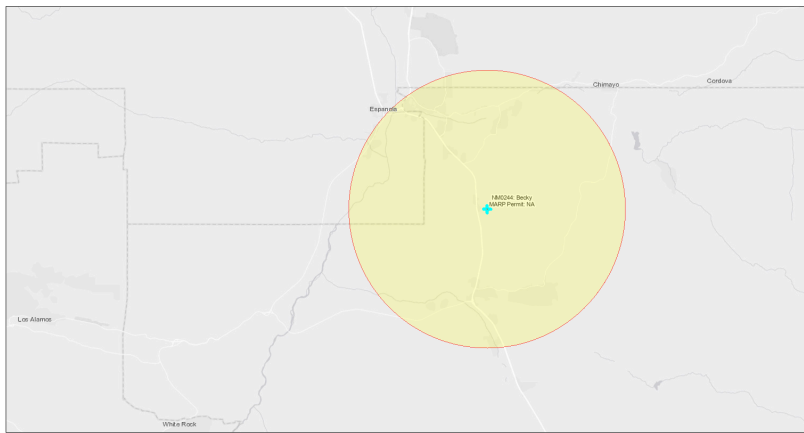 Chimayo
Cordova
Espanola
NM0244: Becky
MARP Permit: NA
Los Alamos
White Rock